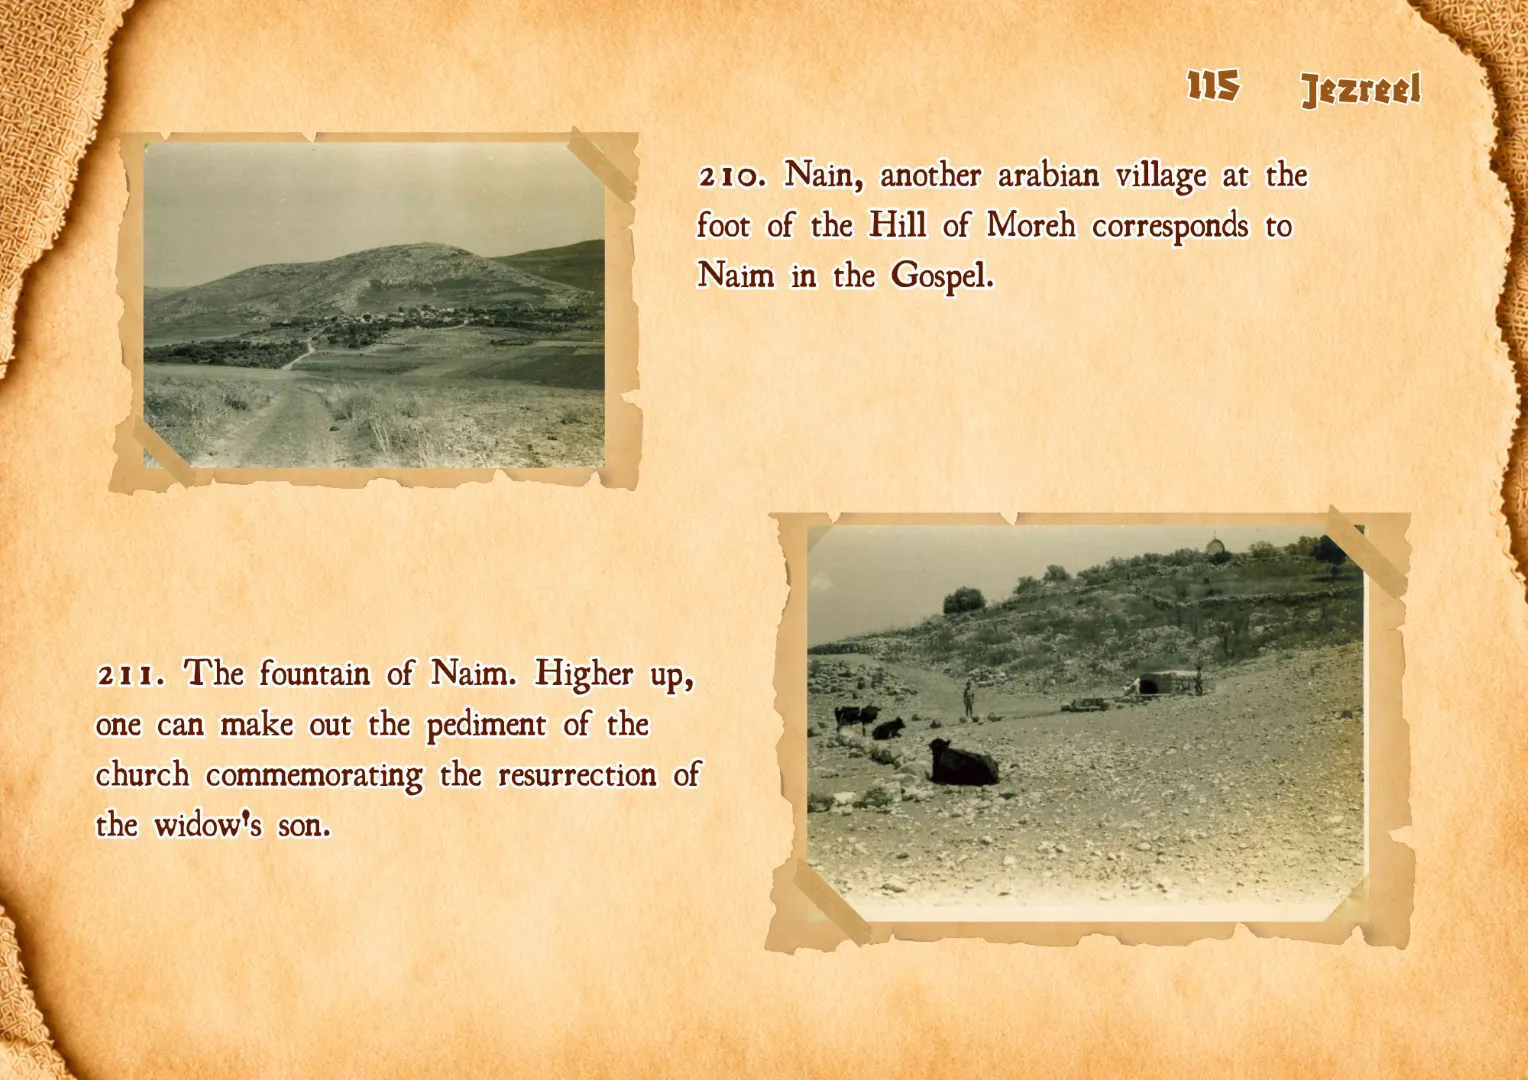 115 Jezreel
210. Nain, another arabian village at the
foot of the Hill of Moreh corresponds to
Naim in the Gospel.
211. The fountain of Naim. Higher up,
one can make out the pediment of the
church commemorating the resurrection of
the widow's son.